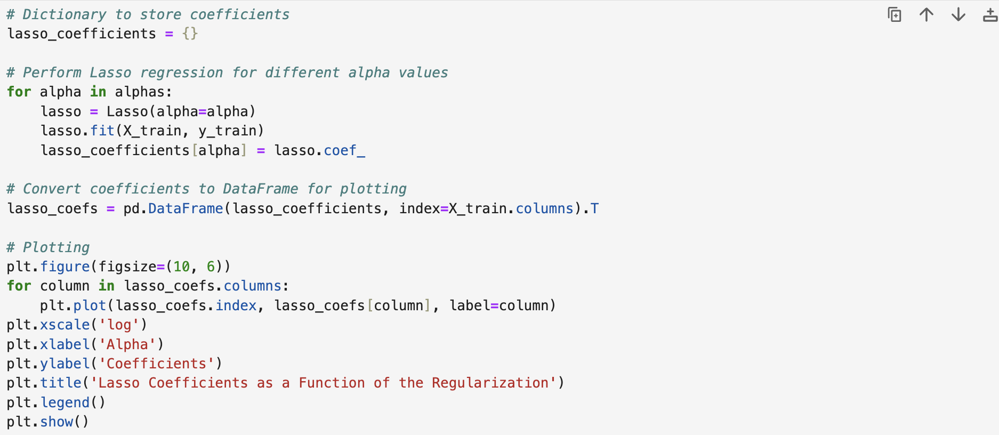 # Dictionary to store coefficients
lasso_coefficients = {}
# Perform Lasso regression for different alpha values
for alpha in alphas:
    lasso = Lasso(alpha=alpha)
    lasso.fit(X_train, y_train)
    lasso_coefficients[alpha] = lasso.coef_
# Convert coefficients to DataFrame for plotting
lasso_coefs = pd.DataFrame(lasso_coefficients, index=X_train.columns).T
# Plotting
plt.figure(figsize=(10, 6))
for column in lasso_coefs.columns:
    plt.plot(lasso_coefs.index, lasso_coefs[column], label=column)
plt.xscale('log')
plt.xlabel('Alpha')
plt.ylabel('Coefficients')
plt.title('Lasso Coefficients as a Function of the Regularization')
plt.legend()
plt.show()